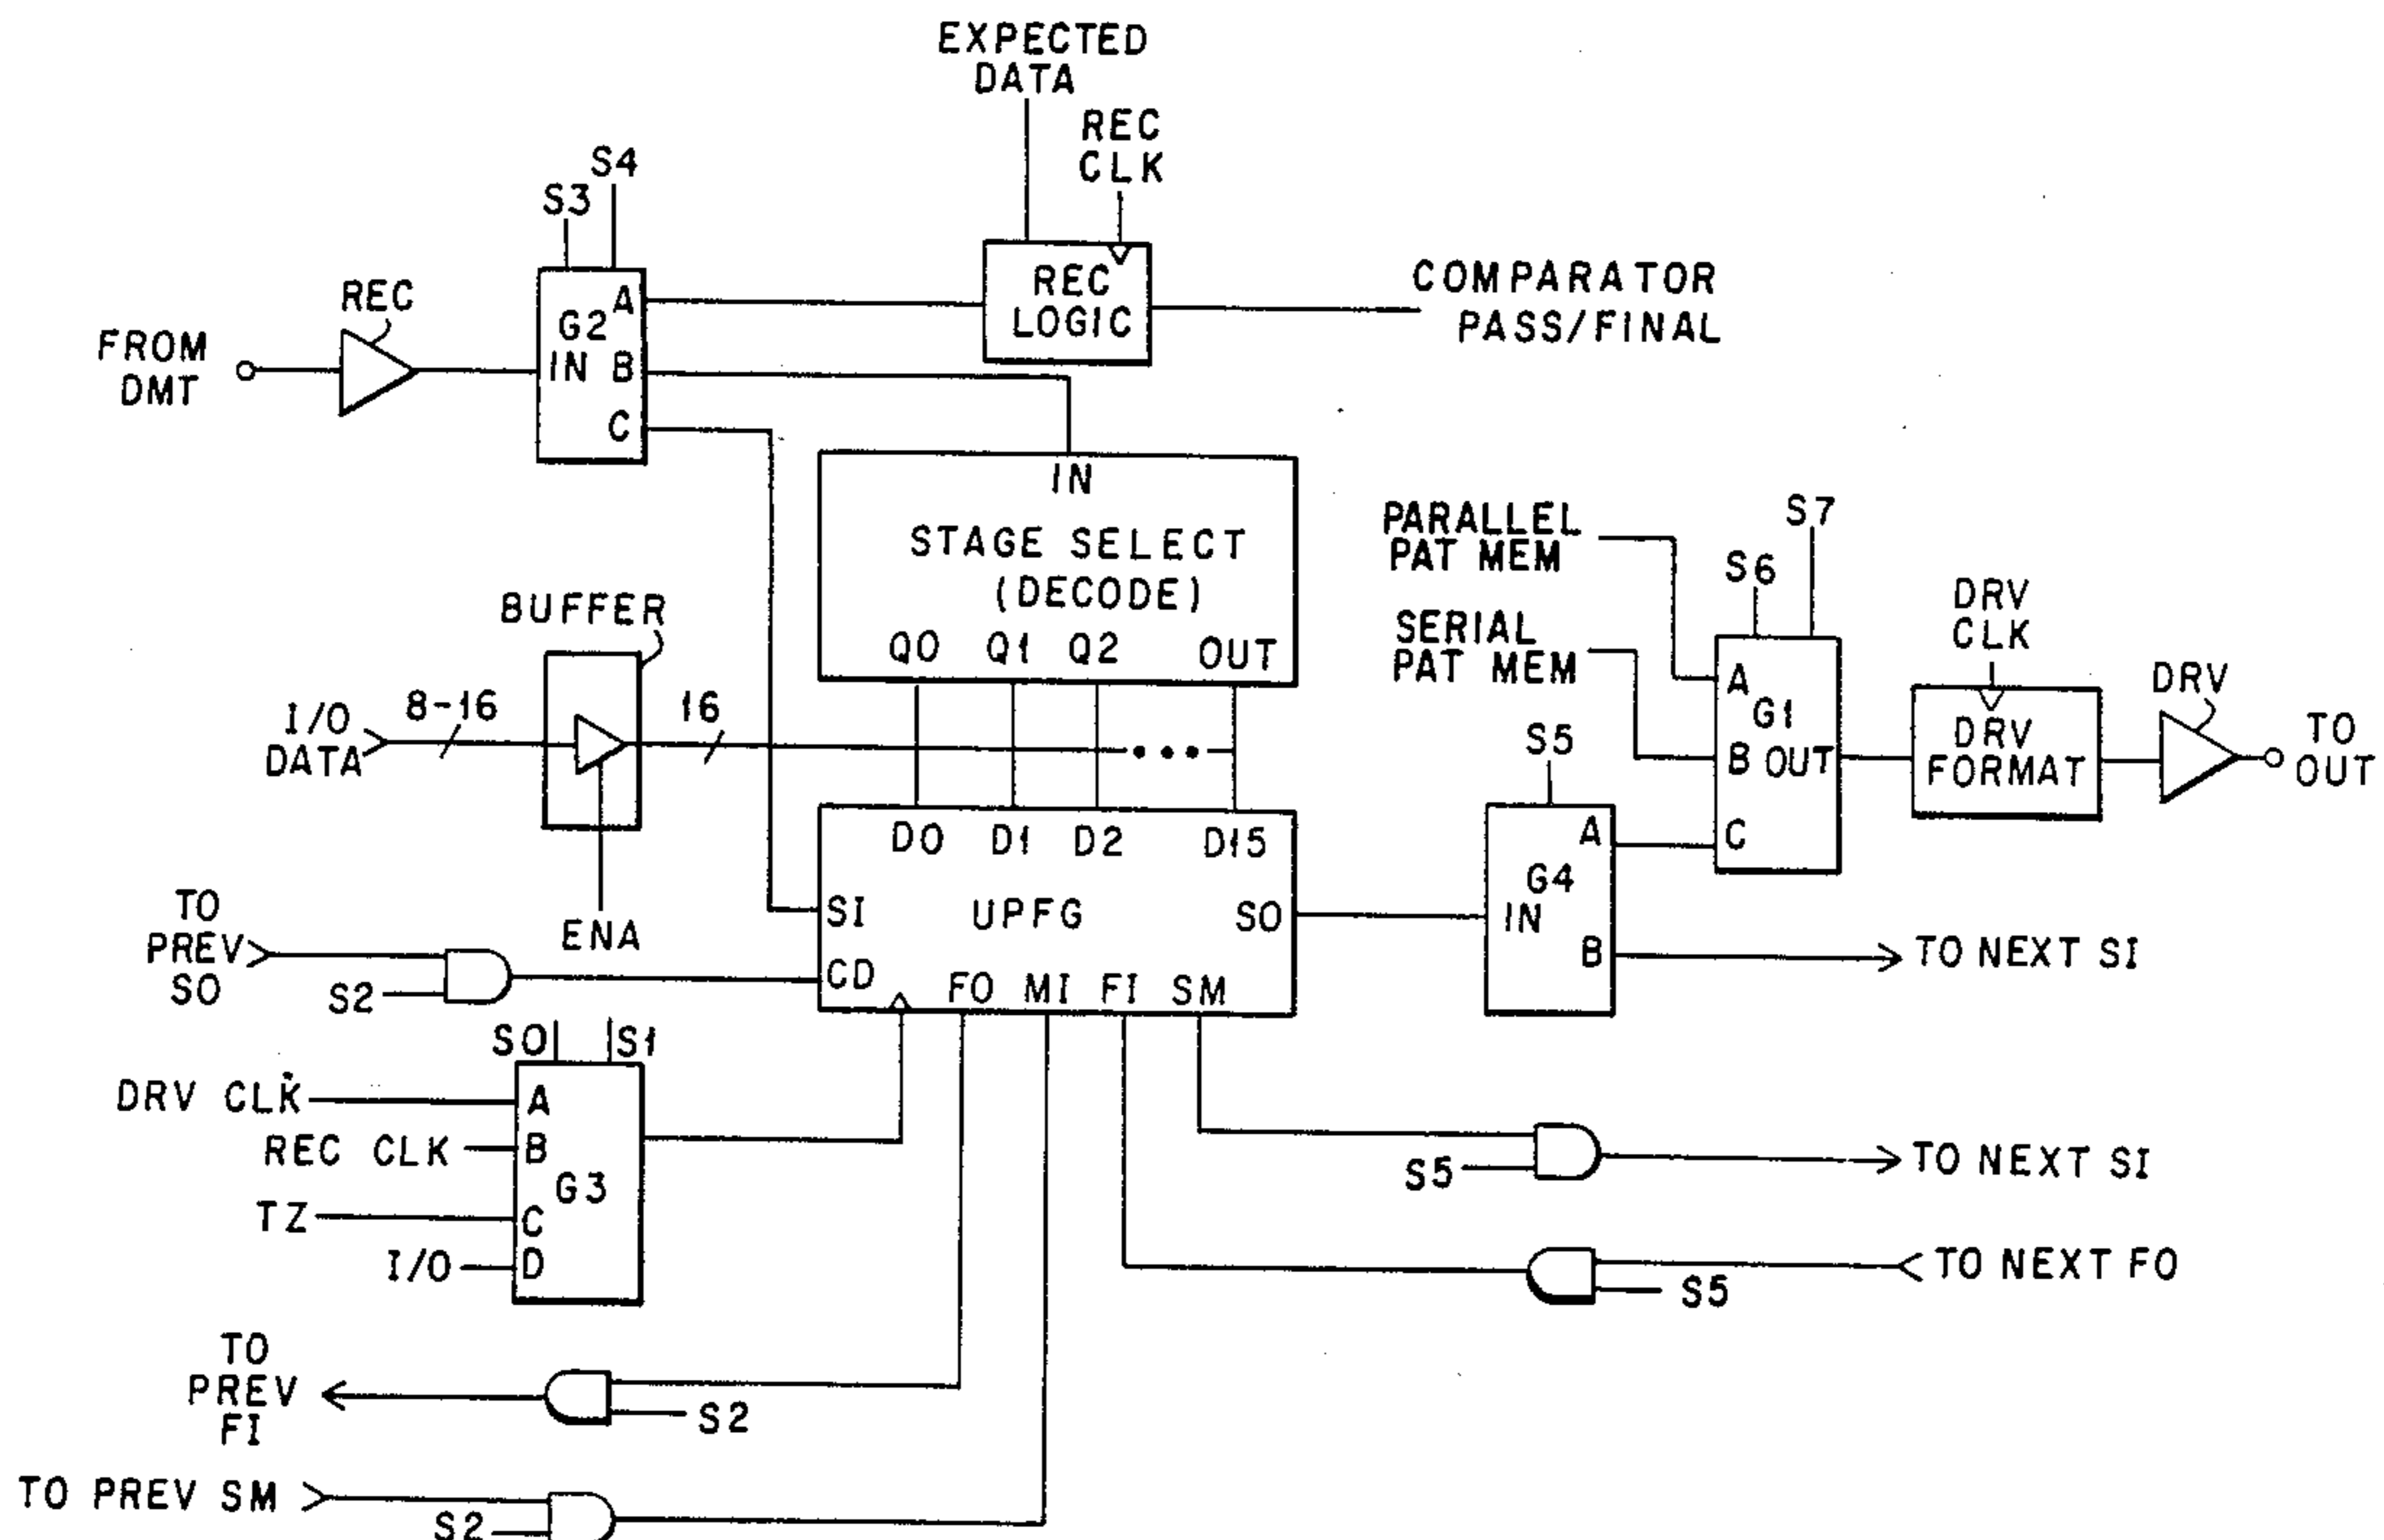 EXPECTED
DATA
REC
CLK
S3
S4
REC
FROM
DMT
G2
IN
A
B
C
REC
LOGIC
COMPARATOR
PASS/FINAL
IN
STAGE SELECT
(DECODE)
Q0
Q1
Q2
OUT
BUFFER
I/O
DATA
8-16
16
ENA
PARALLEL
PAT MEM
SERIAL
PAT MEM
S6
S7
A
G1
B
OUT
C
DRV
CLK
DRV
FORMAT
DRV
TO
OUT
S5
A
G4
IN
B
TO NEXT SI
D0
D1
D2
D15
SI
UPFG
SO
CD
FO
MI
FI
SM
TO
PREV
SO
S2
S0
S1
DRV CLK
REC CLK
TZ
I/O
A
B
G3
C
D
S5
TO NEXT SI
TO NEXT FO
S5
TO
PREV
FI
S2
TO PREV SM
S2